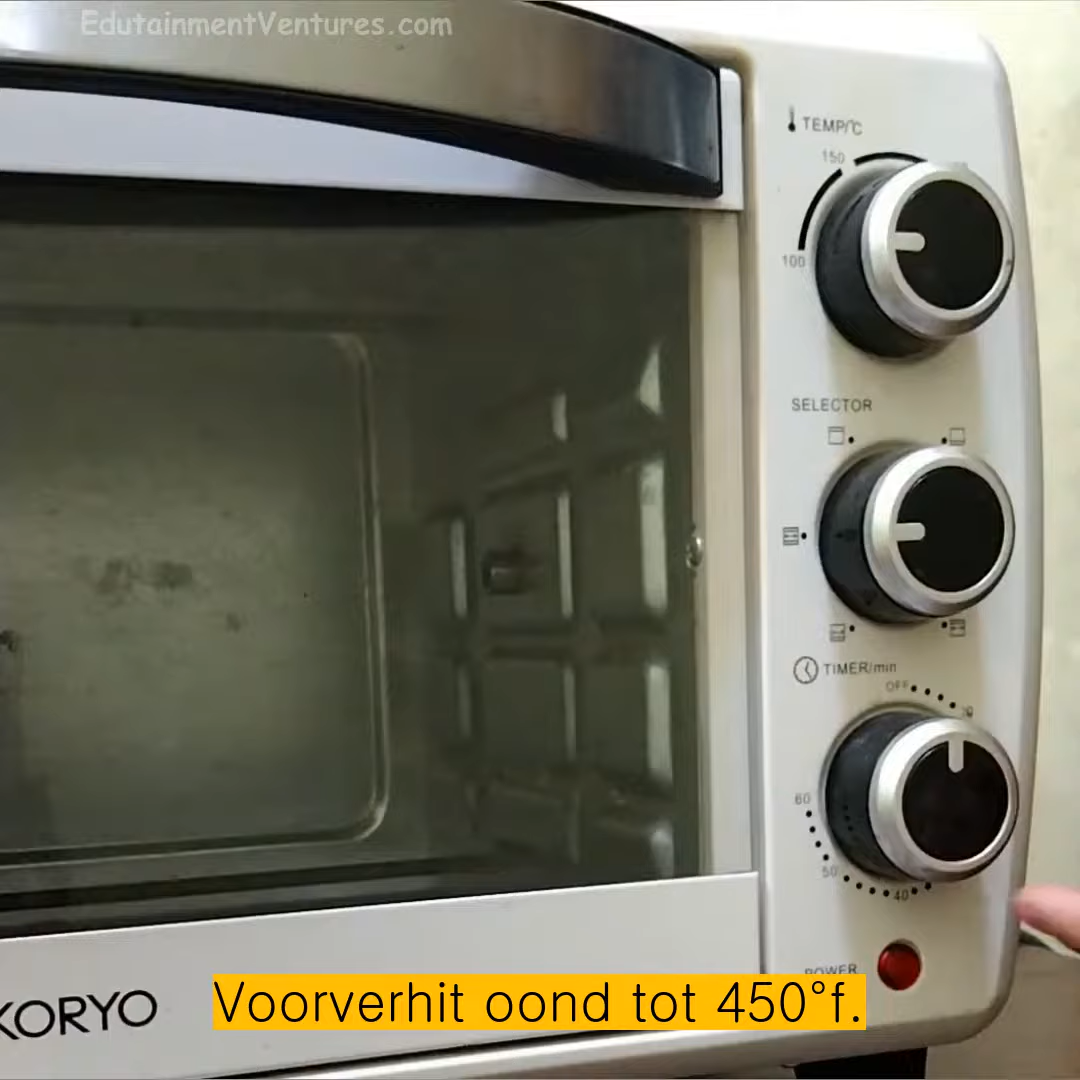 EdutainmentVentures.com
TEMP/°C
150
100
SELECTOR
TIMER/min
OFF
60
50
40
POWER
KORYO
Voorverhit oond tot 450°f.